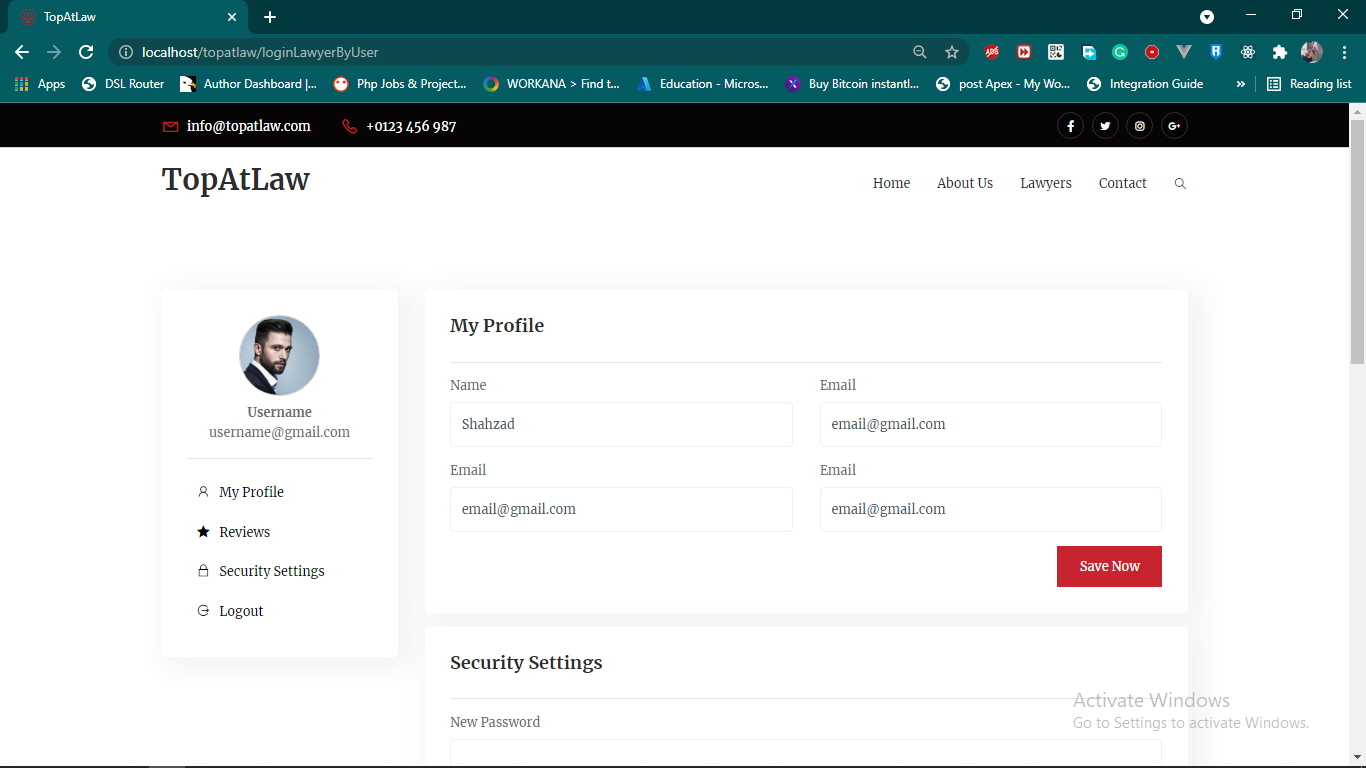 TopAtLaw
localhost/topatlaw/loginLawyerByUser
Apps DSL Router Author Dashboard |... Php Jobs & Project... WORKANA > Find t... Education - Micros... Buy Bitcoin instantl... post Apex - My Wo... Integration Guide » Reading list
info@topatlaw.com +0123 456 987
TopAtLaw
Home About Us Lawyers Contact
Username
username@gmail.com
My Profile
Reviews
Security Settings
Logout
My Profile
Name Email
Shahzad email@gmail.com
Email Email
email@gmail.com email@gmail.com
Save Now
Security Settings
New Password
Activate Windows
Go to Settings to activate Windows.